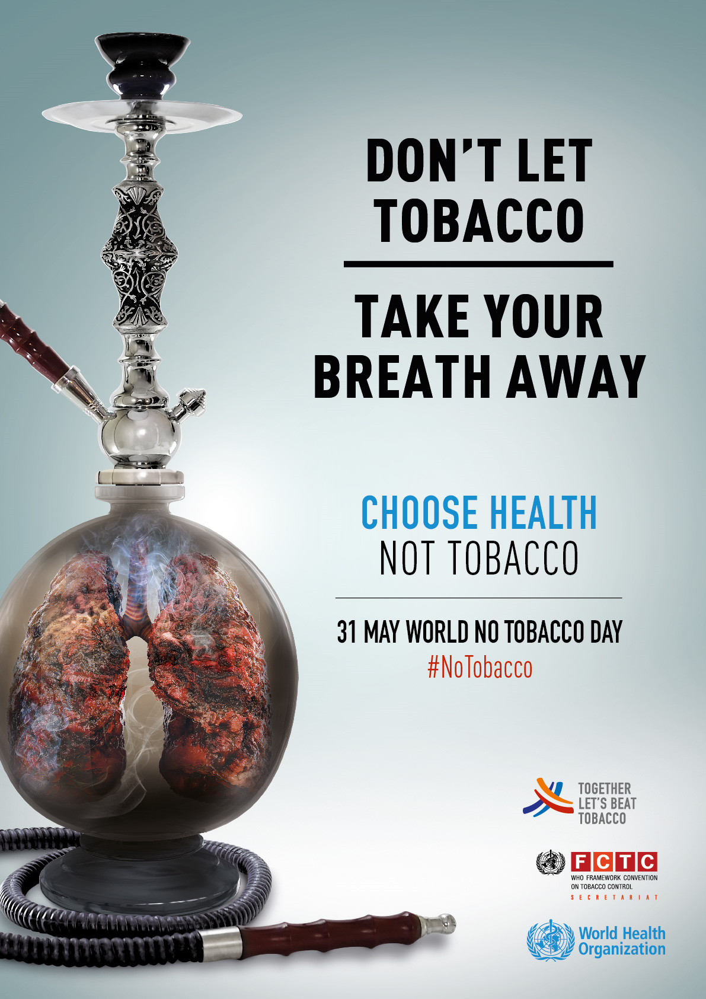 DON'T LET
TOBACCO
TAKE YOUR
BREATH AWAY
CHOOSE HEALTH
NOT TOBACCO
31 MAY WORLD NO TOBACCO DAY
#NoTobacco
TOGETHER
LET'S BEAT
TOBACCO
FCTC
WHO FRAMEWORK CONVENTION
ON TOBACCO CONTROL
SECRETARIAT
World Health
Organization